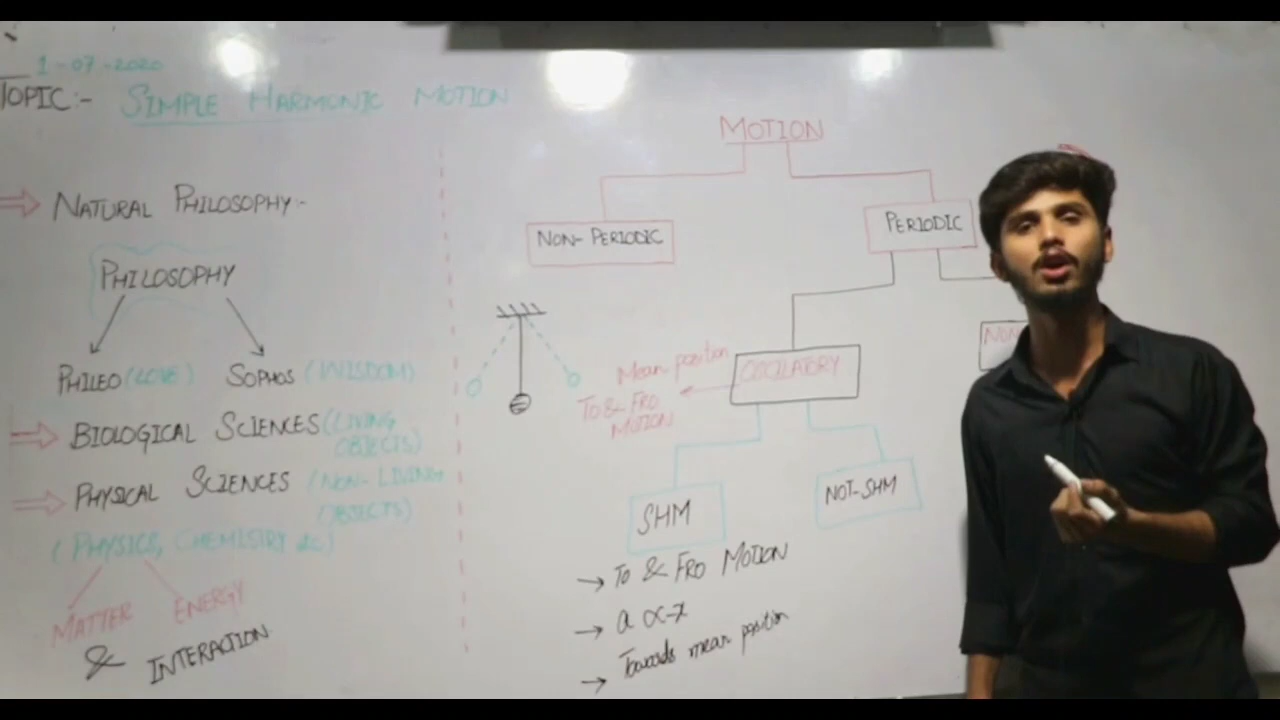 1-07-2020
TOPIC:- SIMPLE HARMONIC MOTION
NATURAL PHILOSOPHY:-
PHILOSOPHY
PHILEO (LOVE) SOPHOS (WISDOM)
BIOLOGICAL SCIENCES (LIVING
OBJECTS)
PHYSICAL SCIENCES (NON-LIVING
OBJECTS)
(PHYSICS, CHEMISTRY &c)
MATTER ENERGY
& INTERACTION
MOTION
NON-PERIODIC
PERIODIC
OSCILATORY
NON
Mean position
TO & FRO
MOTION
SHM
NOT-SHM
→ TO & FRO MOTION
→ a ∝ -x
→ Towards mean position